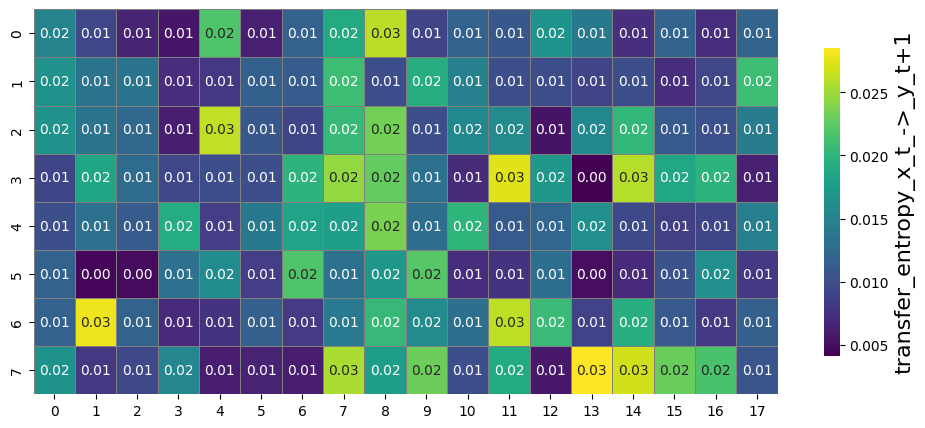 0 0.02 0.01 0.01 0.01 0.02 0.01 0.01 0.02 0.03 0.01 0.01 0.01 0.02 0.01 0.01 0.01 0.01 0.01
1 0.02 0.01 0.01 0.01 0.01 0.01 0.01 0.02 0.01 0.02 0.01 0.01 0.01 0.01 0.01 0.01 0.01 0.02
2 0.02 0.01 0.01 0.01 0.03 0.01 0.01 0.02 0.02 0.01 0.02 0.02 0.01 0.02 0.02 0.01 0.01 0.01
3 0.01 0.02 0.01 0.01 0.01 0.01 0.02 0.02 0.02 0.01 0.01 0.03 0.02 0.00 0.03 0.02 0.02 0.01
4 0.01 0.01 0.01 0.02 0.01 0.01 0.02 0.02 0.02 0.01 0.02 0.01 0.01 0.02 0.01 0.01 0.01 0.01
5 0.01 0.00 0.00 0.01 0.02 0.01 0.02 0.01 0.02 0.02 0.01 0.01 0.01 0.00 0.01 0.01 0.02 0.01
6 0.01 0.03 0.01 0.01 0.01 0.01 0.01 0.01 0.02 0.02 0.01 0.03 0.02 0.01 0.02 0.01 0.01 0.01
7 0.02 0.01 0.01 0.02 0.01 0.01 0.01 0.03 0.02 0.02 0.01 0.02 0.01 0.03 0.03 0.02 0.02 0.01
0 1 2 3 4 5 6 7 8 9 10 11 12 13 14 15 16 17
0.025
0.020
0.015
0.010
0.005
transfer_entropy_x_t_->_y_t+1